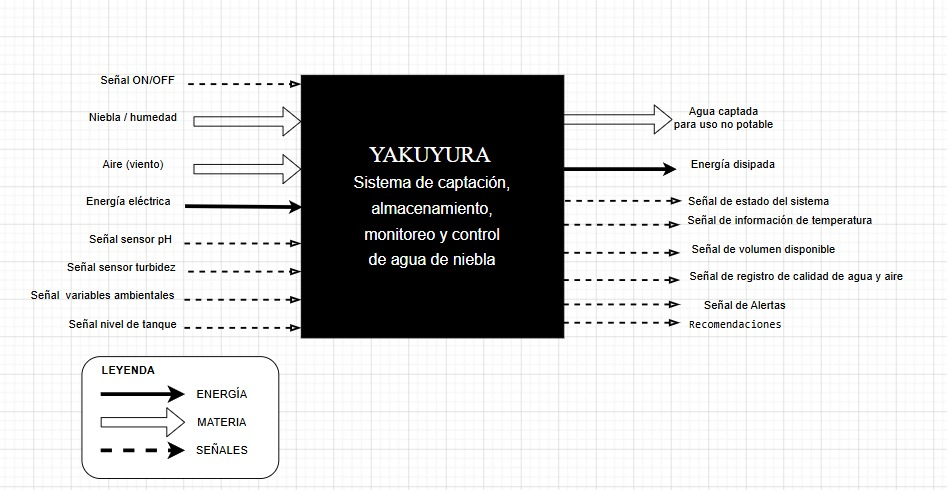 Señal ON/OFF
Niebla / humedad
Aire (viento)
Energía eléctrica
Señal sensor pH
Señal sensor turbidez
Señal variables ambientales
Señal nivel de tanque
YAKUYURA
Sistema de captación,
almacenamiento,
monitoreo y control
de agua de niebla
Agua captada
para uso no potable
Energía disipada
Señal de estado del sistema
Señal de información de temperatura
Señal de volumen disponible
Señal de registro de calidad de agua y aire
Señal de Alertas
Recomendaciones
LEYENDA
ENERGÍA
MATERIA
SEÑALES